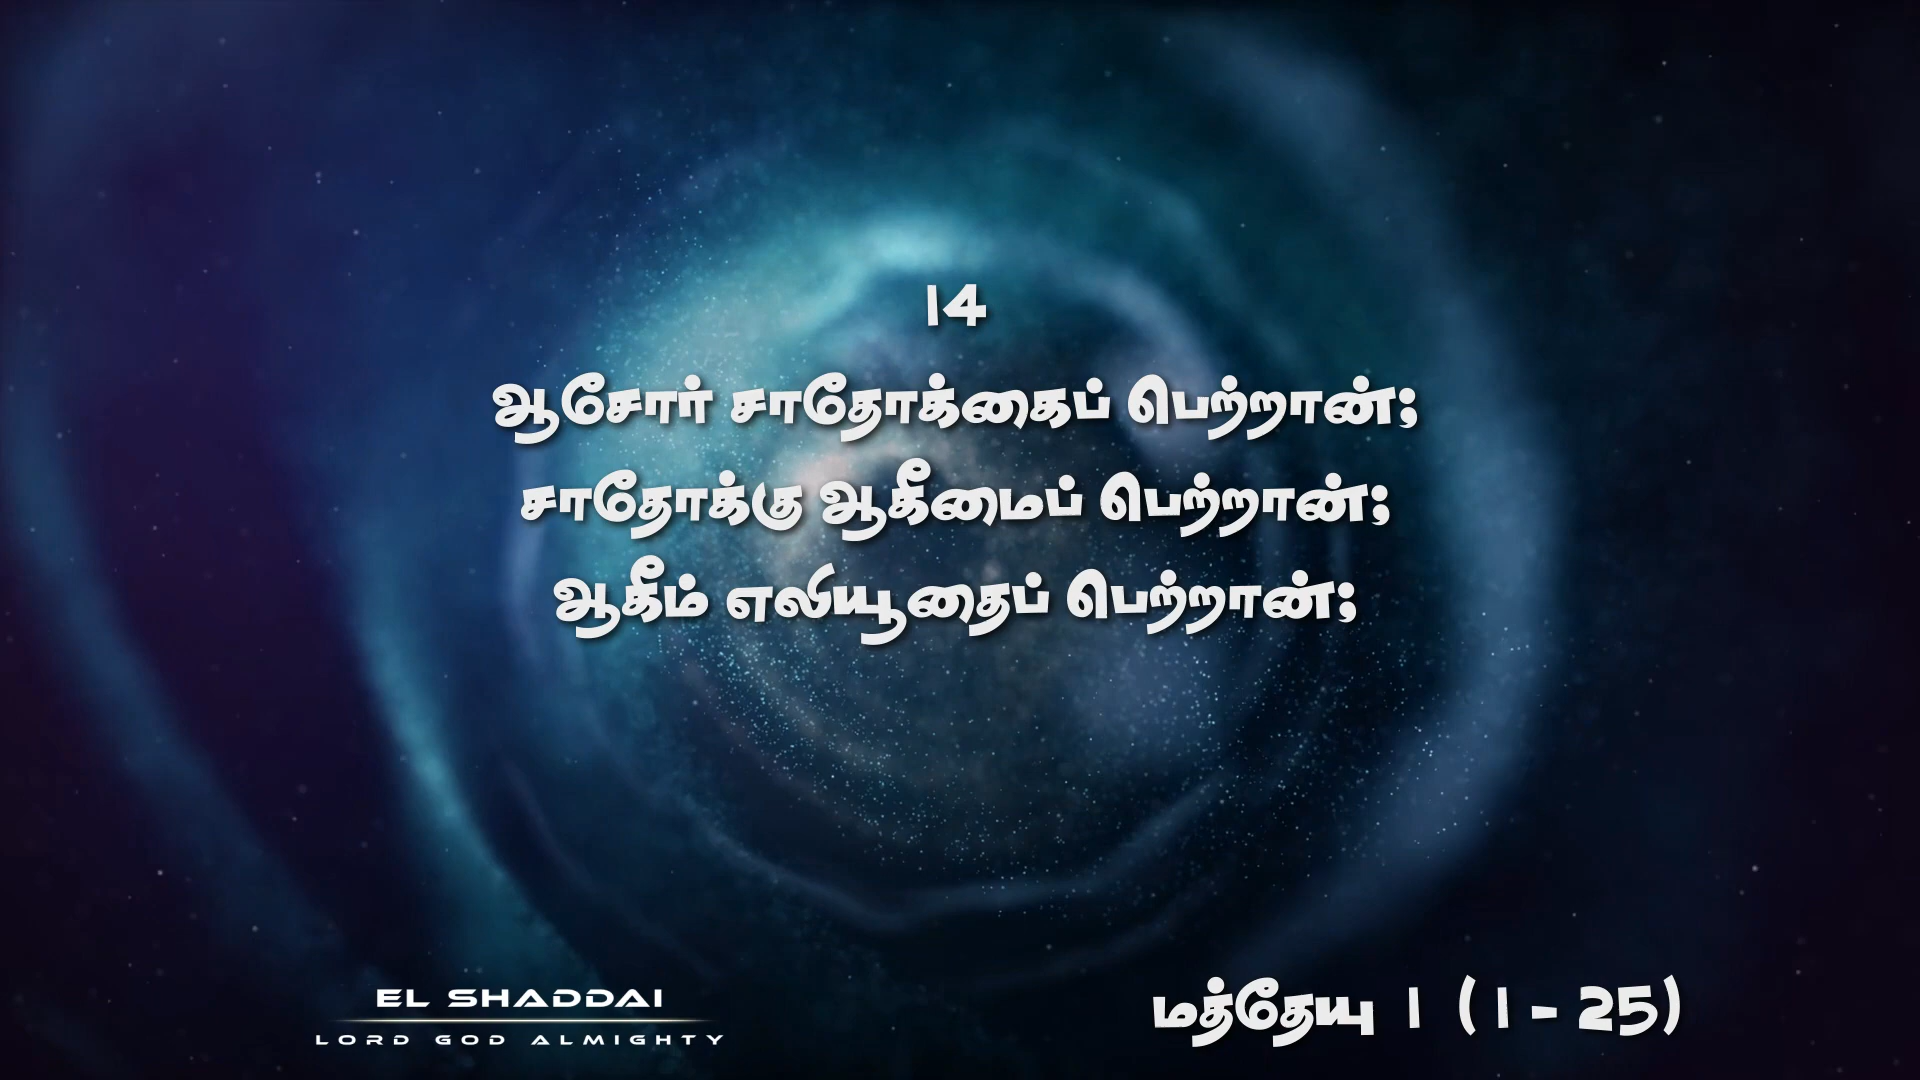 14
ஆசோர் சாதோக்கைப் பெற்றான்;
சாதோக்கு ஆகீமைப் பெற்றான்;
ஆகீம் எலியூதைப் பெற்றான்;
EL SHADDAI
LORD GOD ALMIGHTY
மத்தேயு 1 (1 - 25)